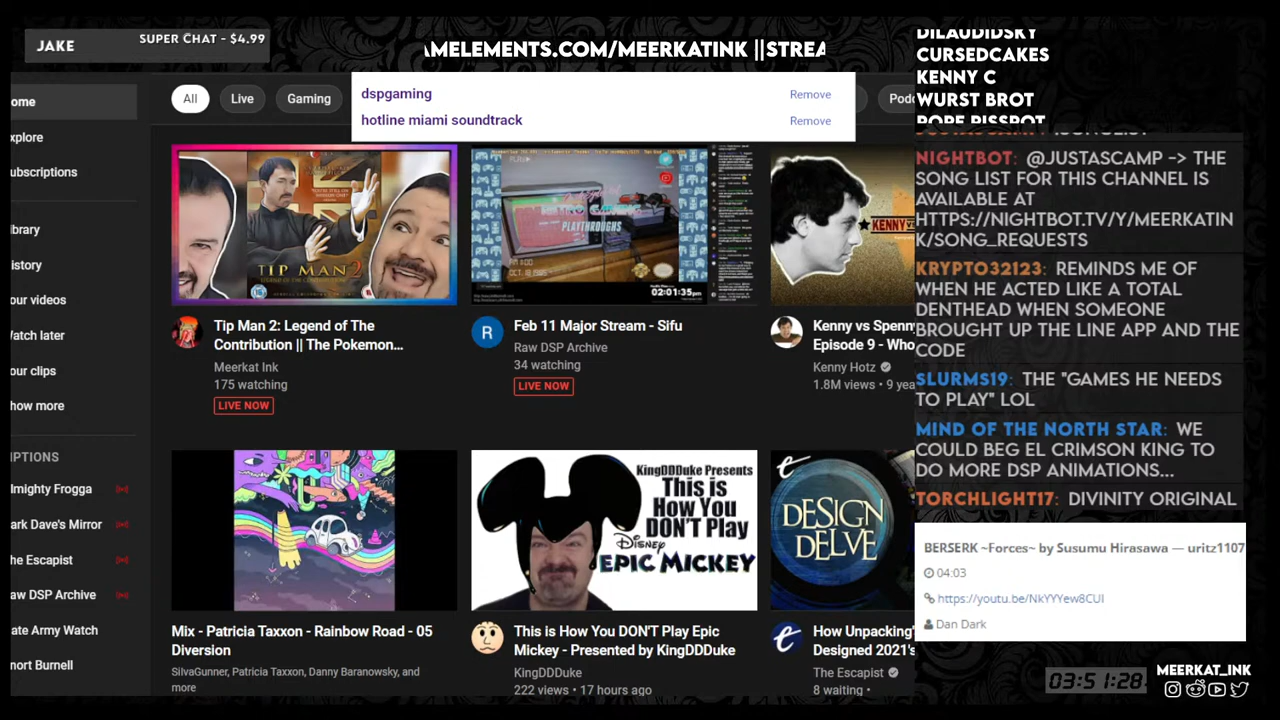 JAKE
SUPER CHAT - $4.99
AMELEMENTS.COM/MEERKATINK ||STREA
All
Live
Gaming
dspgaming
Remove
hotline miami soundtrack
Remove
ome
xplore
ubscriptions
ibrary
istory
our videos
Watch later
our clips
how more
IPTIONS
lmighty Frogga
ark Dave's Mirror
he Escapist
aw DSP Archive
ate Army Watch
nort Burnell
TIP MAN 2
Tip Man 2: Legend of The
Contribution || The Pokemon...
Meerkat Ink
175 watching
LIVE NOW
PLAYTHROUGHS
02:01:35pm
R
Feb 11 Major Stream - Sifu
Raw DSP Archive
34 watching
LIVE NOW
KENNY
Kenny vs Spenn
Episode 9 - Who
Kenny Hotz
1.8M views • 9 yea
Mix - Patricia Taxxon - Rainbow Road - 05
Diversion
SilvaGunner, Patricia Taxxon, Danny Baranowsky, and
more
KingDDDuke Presents
This is
How You
DON'T Play
Disney
EPIC MICKEY
This is How You DON'T Play Epic
Mickey - Presented by KingDDDuke
KingDDDuke
222 views • 17 hours ago
DESIGN
DELVE
How Unpacking'
Designed 2021's
The Escapist
8 waiting •
DILAUDIDSKY
CURSEDCAKES
KENNY C
WURST BROT
POPE PISSPOT
NIGHTBOT: @JUSTASCAMP -> THE
SONG LIST FOR THIS CHANNEL IS
AVAILABLE AT
HTTPS://NIGHTBOT.TV/Y/MEERKATIN
K/SONG_REQUESTS
KRYPTO32123: REMINDS ME OF
WHEN HE ACTED LIKE A TOTAL
DENTHEAD WHEN SOMEONE
BROUGHT UP THE LINE APP AND THE
CODE
SLURMS19: THE "GAMES HE NEEDS
TO PLAY" LOL
MIND OF THE NORTH STAR: WE
COULD BEG EL CRIMSON KING TO
DO MORE DSP ANIMATIONS...
TORCHLIGHT17: DIVINITY ORIGINAL
BERSERK ~Forces~ by Susumu Hirasawa — uritz1107
04:03
https://youtu.be/NkYYYew8CUI
Dan Dark
03:51:28
MEERKAT_INK